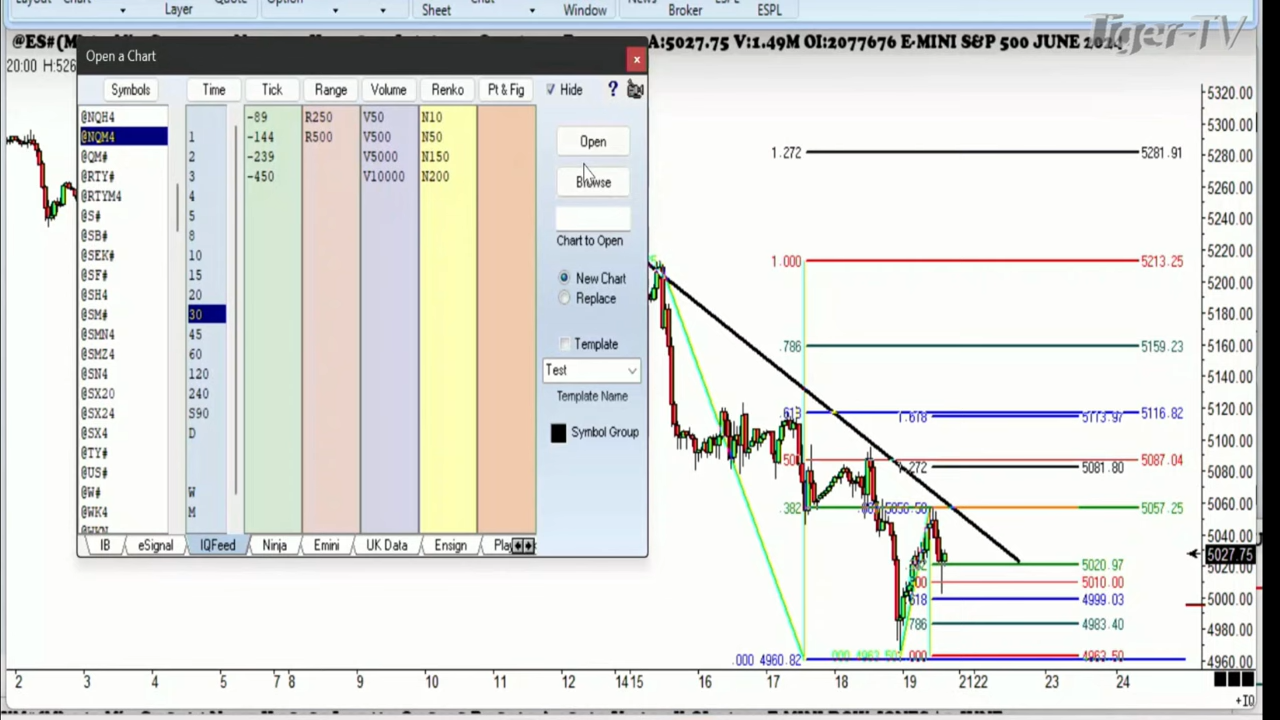 Layer
Sheet
Window
Broker
ESPL
Tiger-TV
A:5027.75 V:1.49M OI:2077676 E-MINI S&P 500 JUNE 2024
20:00 H:526
Open a Chart
Symbols Time Tick Range Volume Renko Pt & Fig Hide ?
@NQH4 -89 R250 V50 N10
@NQM4 1 -144 R500 V500 N50
@QM# 2 -239 V5000 N150
@RTY# 3 -450 V10000 N200
@RTYM4 4
@S# 5
@SB# 8
@SEK# 10
@SF# 15
@SH4 20
@SM# 30
@SMN4 45
@SMZ4 60
@SN4 120
@SX20 240
@SX24 S90
@SX4 D
@TY#
@US#
@W# W
@WK4 M
Open
Browse
Chart to Open
New Chart
Replace
Template
Test
Template Name
Symbol Group
IB eSignal IQFeed Ninja Emini UK Data Ensign
1.272 5281.91
1.000 5213.25
.786 5159.23
.618 5116.82
1.618 5113.97
5087.04
5081.80
.382 5057.25
5020.97
5010.00
618 4999.03
786 4983.40
.000 4963.50
.000 4960.82
5320.00
5300.00
5280.00
5260.00
5240.00
5220.00
5200.00
5180.00
5160.00
5140.00
5120.00
5100.00
5080.00
5060.00
5040.00
5027.75
5020.00
5000.00
4980.00
4960.00
2 3 4 5 7 8 9 10 11 12 14 15 16 17 18 19 21 22 23 24
+10